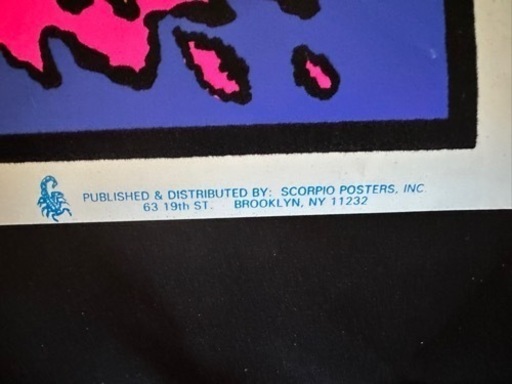 PUBLISHED & DISTRIBUTED BY: SCORPIO POSTERS, INC
63 19th ST. BROOKLYN, NY 11232